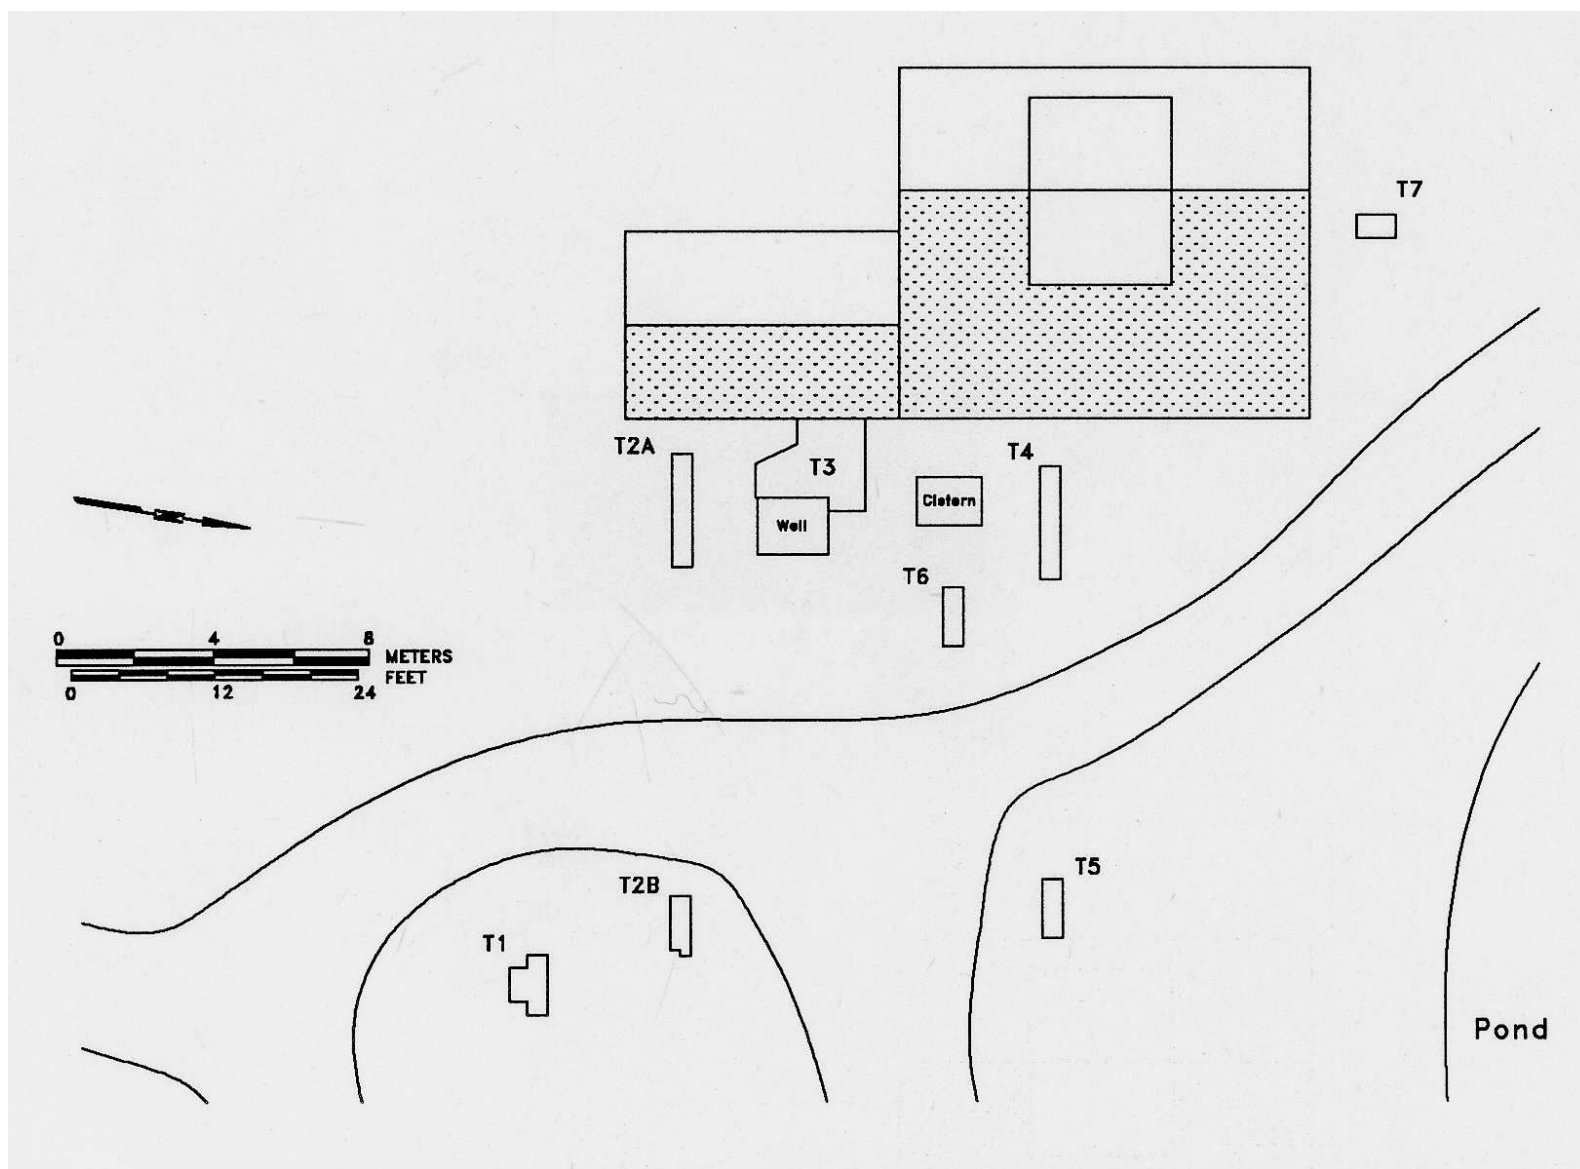 T7
T2A
T3
T4
Cistern
Well
T6
0 4 8
METERS
FEET
0 12 24
T2B
T5
T1
Pond